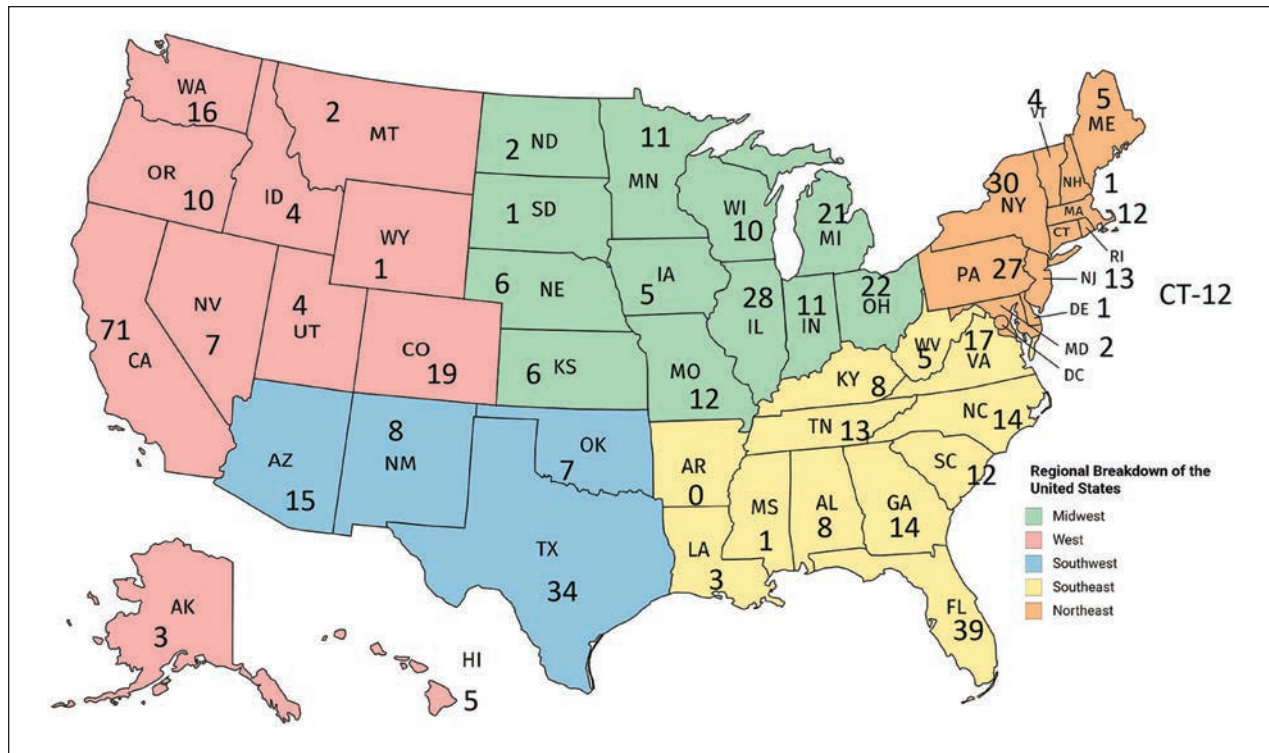 WA
16
2
MT
OR
10
ID
4
WY
1
71
CA
NV
7
4
UT
CO
19
2 ND
1 SD
6 NE
6 KS
11
MN
IA
5
MO
12
WI
10
28
IL
21
MI
11
IN
22
OH
AZ
15
8
NM
OK
7
TX
34
AR
0
LA
3
MS
1
AL
8
GA
14
FL
39
SC
12
NC 14
TN 13
KY 8
WV
5
17
VA
4
VT
5
ME
30
NY
NH
1
MA
12
CT
RI
PA 27
NJ 13
CT-12
DE 1
MD 2
DC
AK
3
HI
5
Regional Breakdown of the
United States
Midwest
West
Southwest
Southeast
Northeast